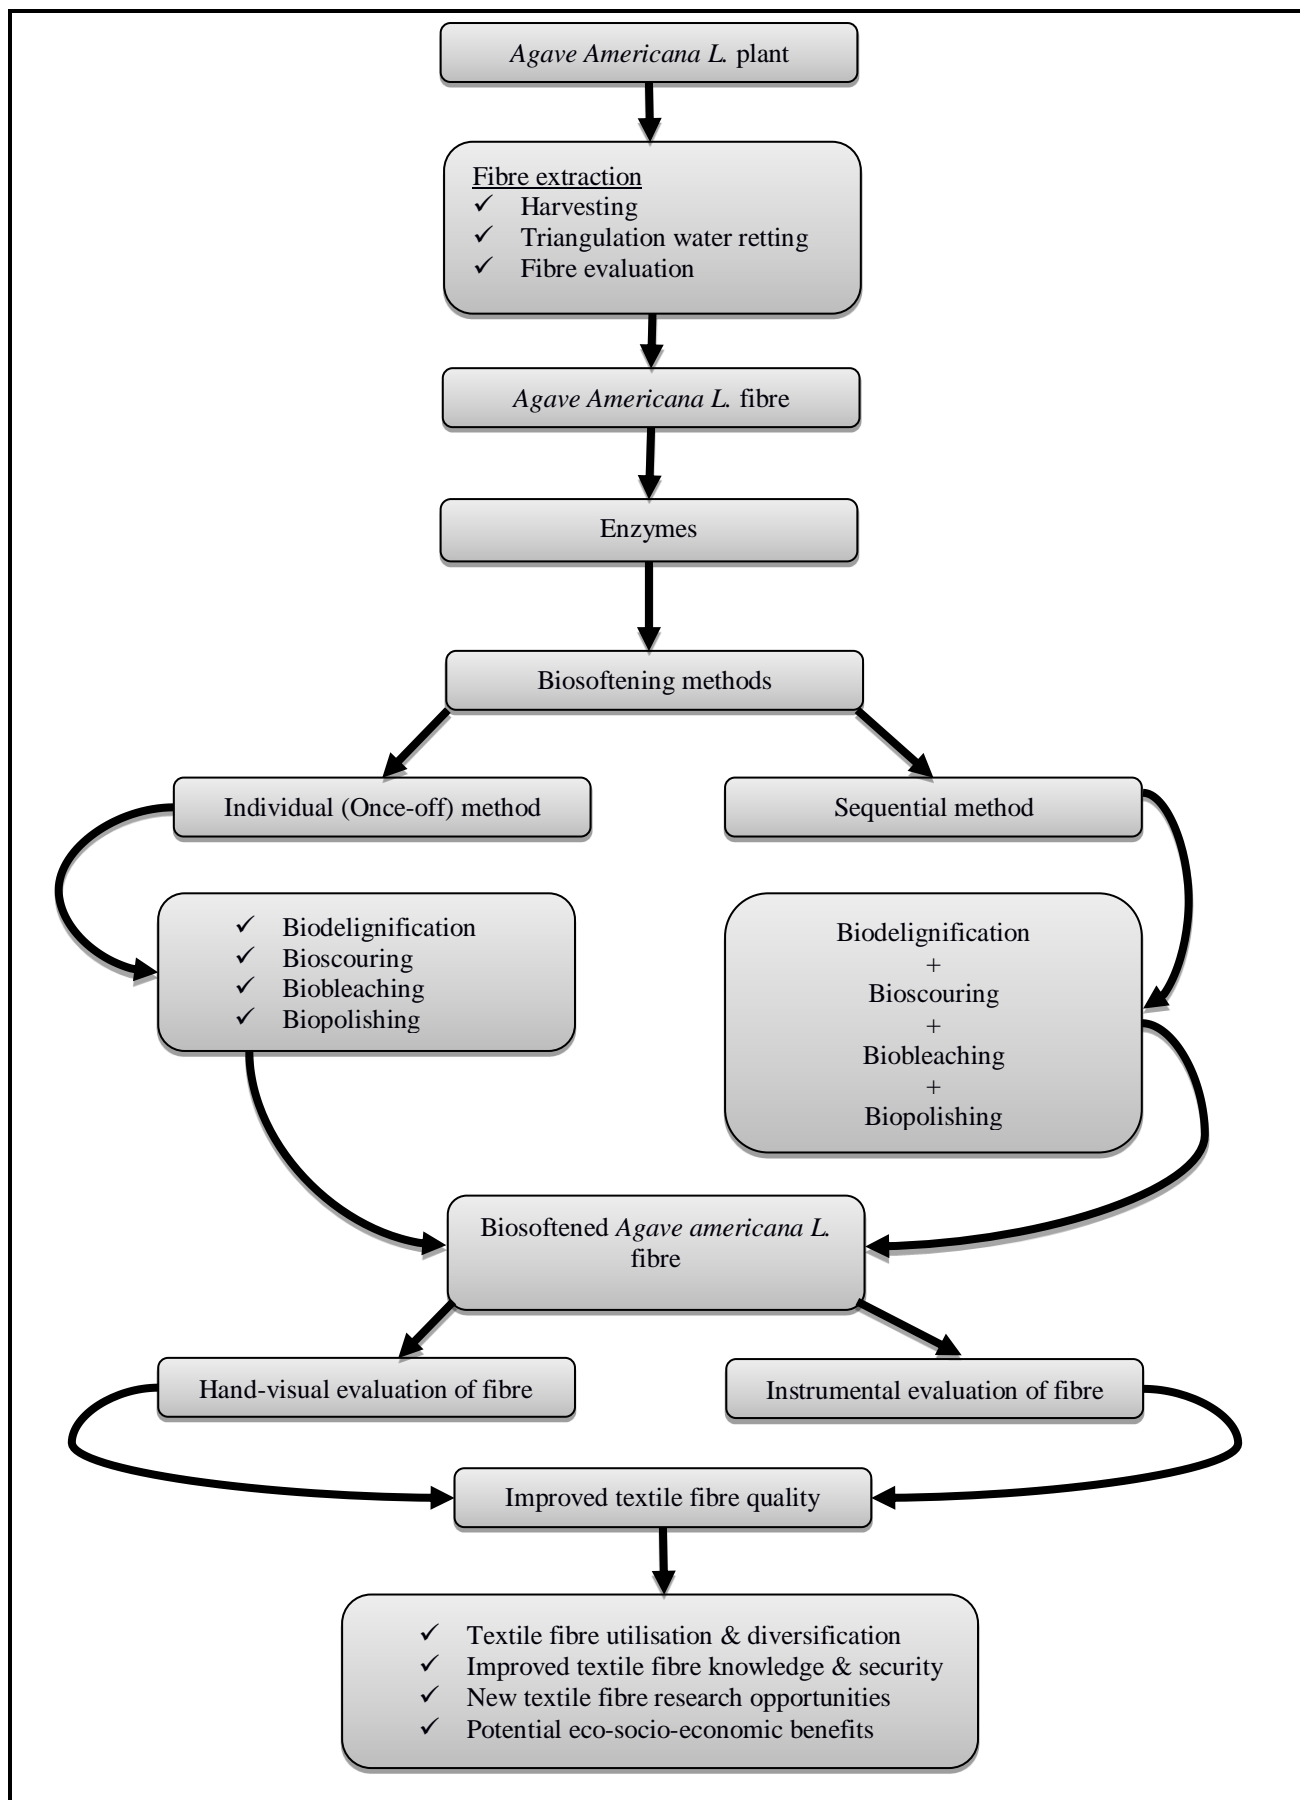 Agave Americana L. plant
Fibre extraction
✓ Harvesting
✓ Triangulation water retting
✓ Fibre evaluation
Agave Americana L. fibre
Enzymes
Biosoftening methods
Individual (Once-off) method
Sequential method
✓ Biodelignification
✓ Bioscouring
✓ Biobleaching
✓ Biopolishing
Biodelignification
+
Bioscouring
+
Biobleaching
+
Biopolishing
Biosoftened Agave americana L.
fibre
Hand-visual evaluation of fibre
Instrumental evaluation of fibre
Improved textile fibre quality
✓ Textile fibre utilisation & diversification
✓ Improved textile fibre knowledge & security
✓ New textile fibre research opportunities
✓ Potential eco-socio-economic benefits